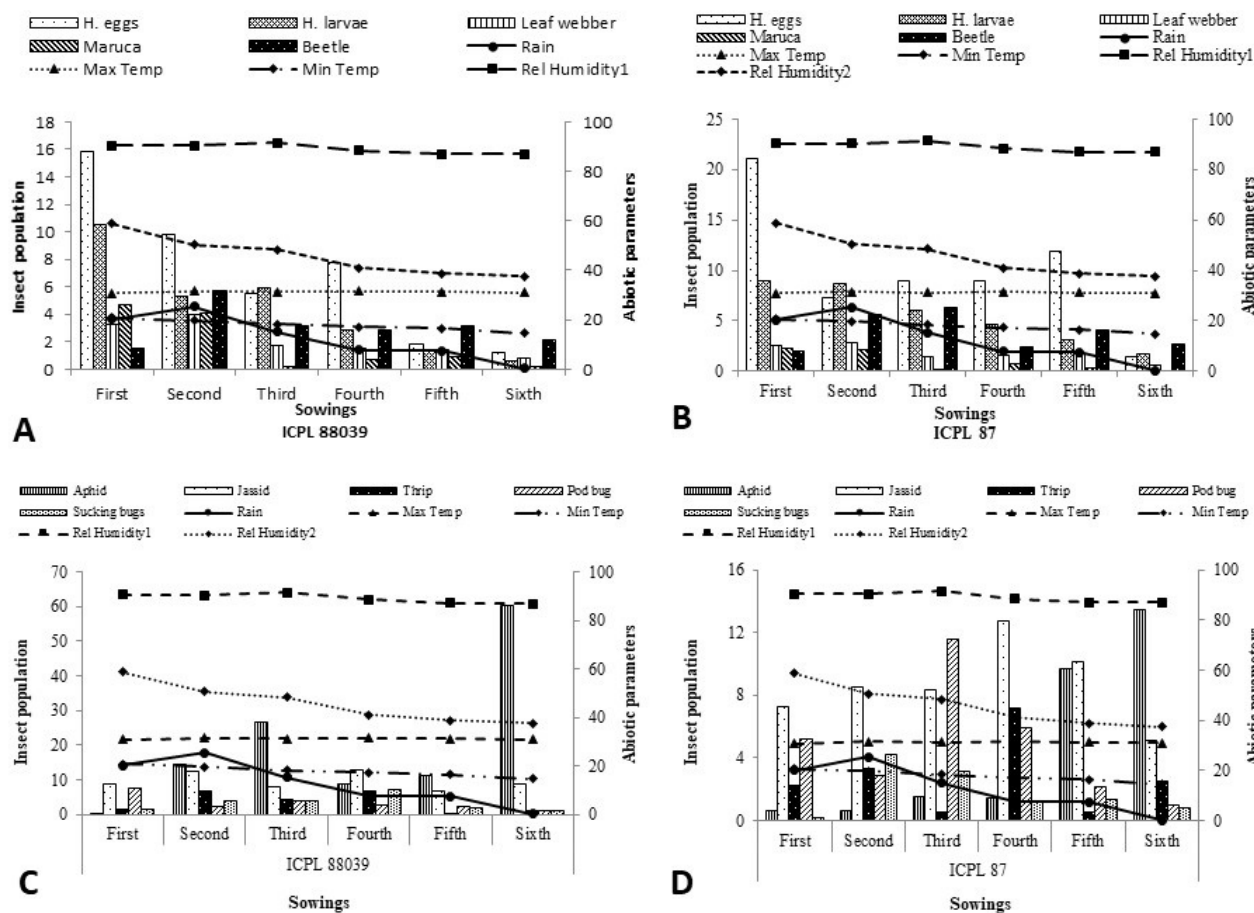 H. eggs H. larvae Leaf webber
Maruca Beetle Rain
Max Temp Min Temp Rel Humidity1
18
16
14
12
10
8
6
4
2
0
Insect population
100
80
60
40
20
0
Abiotic parameters
First Second Third Fourth Fifth Sixth
Sowings
ICPL 88039
A
H. eggs H. larvae Leaf webber
Maruca Beetle Rain
Max Temp Min Temp Rel Humidity1
Rel Humidity2
25
20
15
10
5
0
Insect population
100
80
60
40
20
0
Abiotic parameters
First Second Third Fourth Fifth Sixth
Sowings
ICPL 87
B
Aphid Jassid Thrip Pod bug
Sucking bugs Rain Max Temp Min Temp
Rel Humidity1 Rel Humidity2
70
60
50
40
30
20
10
0
Insect population
100
80
60
40
20
0
Abiotic parameters
First Second Third Fourth Fifth Sixth
ICPL 88039
Sowings
C
Aphid Jassid Thrip Pod bug
Sucking bugs Rain Max Temp Min Temp
Rel Humidity1 Rel Humidity2
16
12
8
4
0
Insect population
100
80
60
40
20
0
Abiotic parameters
First Second Third Fourth Fifth Sixth
ICPL 87
Sowings
D